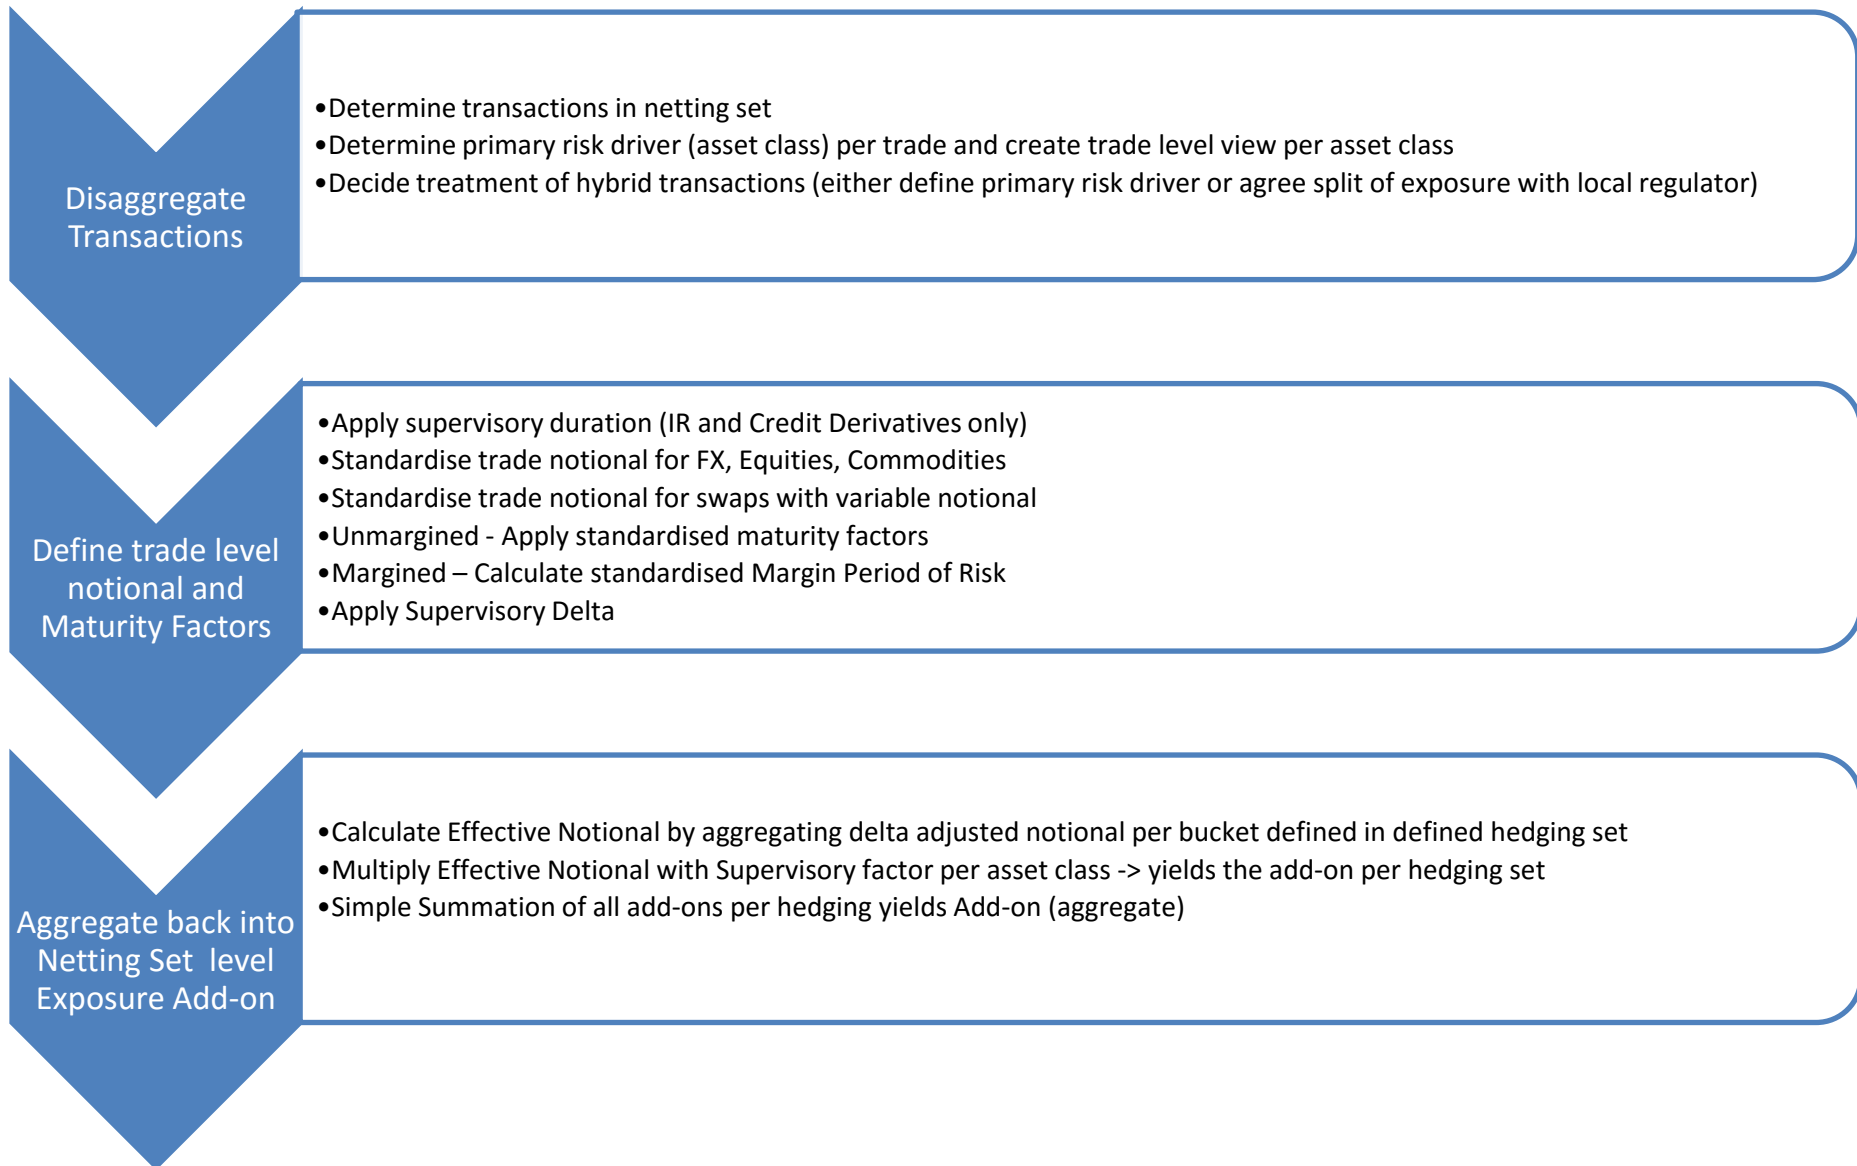 Disaggregate
Transactions
•Determine transactions in netting set
•Determine primary risk driver (asset class) per trade and create trade level view per asset class
•Decide treatment of hybrid transactions (either define primary risk driver or agree split of exposure with local regulator)
Define trade level
notional and
Maturity Factors
•Apply supervisory duration (IR and Credit Derivatives only)
•Standardise trade notional for FX, Equities, Commodities
•Standardise trade notional for swaps with variable notional
•Unmargined - Apply standardised maturity factors
•Margined – Calculate standardised Margin Period of Risk
•Apply Supervisory Delta
Aggregate back into
Netting Set level
Exposure Add-on
•Calculate Effective Notional by aggregating delta adjusted notional per bucket defined in defined hedging set
•Multiply Effective Notional with Supervisory factor per asset class -> yields the add-on per hedging set
•Simple Summation of all add-ons per hedging yields Add-on (aggregate)